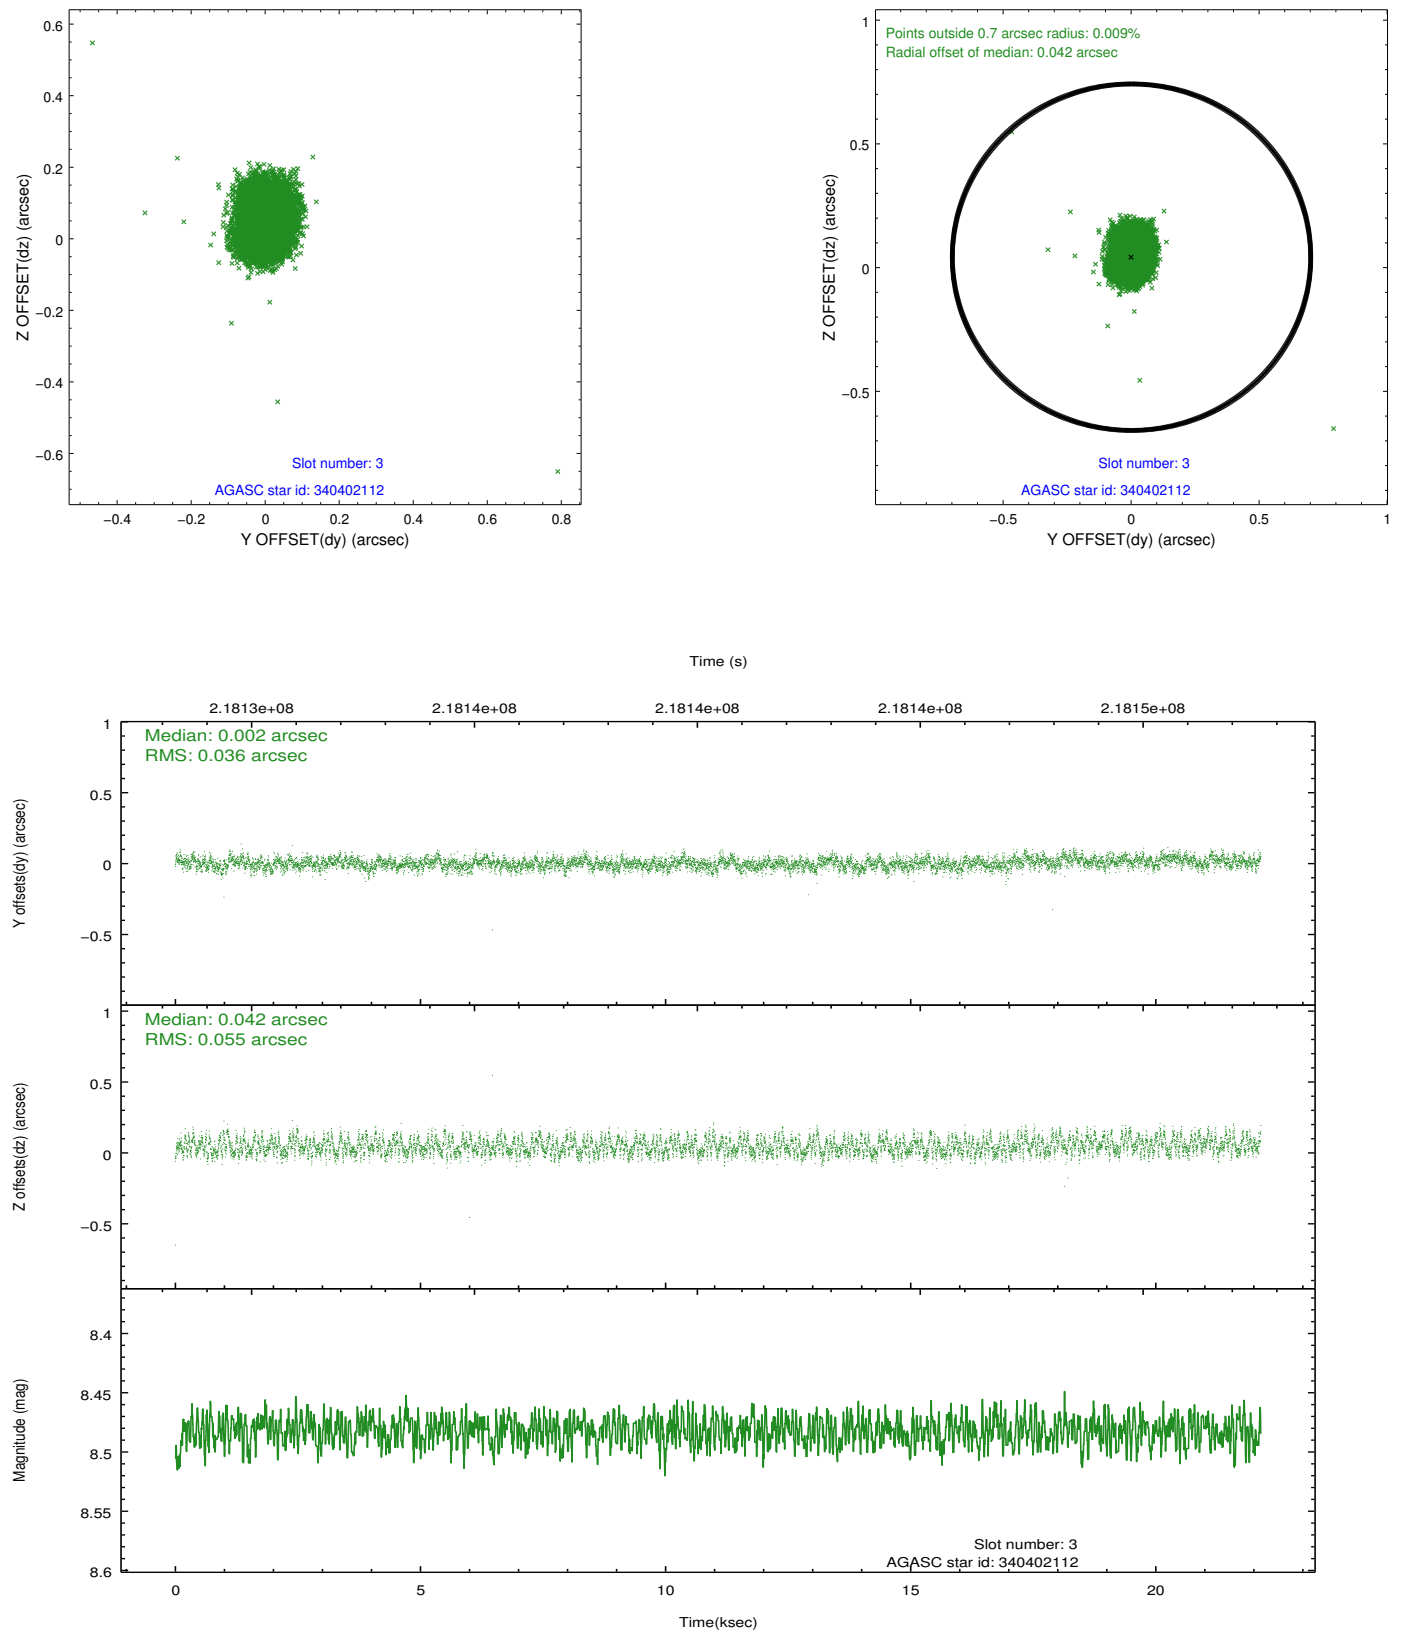 0.6
0.4
0.2
0
−0.2
−0.4
−0.6
Z OFFSET(dz) (arcsec)
Slot number: 3
AGASC star id: 340402112
−0.4 −0.2 0 0.2 0.4 0.6 0.8
Y OFFSET(dy) (arcsec)
Points outside 0.7 arcsec radius: 0.009%
Radial offset of median: 0.042 arcsec
1
0.5
0
−0.5
Z OFFSET(dz) (arcsec)
Slot number: 3
AGASC star id: 340402112
−0.5 0 0.5 1
Y OFFSET(dy) (arcsec)
Time (s)
2.1813e+08 2.1814e+08 2.1814e+08 2.1814e+08 2.1815e+08
Median: 0.002 arcsec
RMS: 0.036 arcsec
1
0.5
0
−0.5
Y offsets(dy) (arcsec)
Median: 0.042 arcsec
RMS: 0.055 arcsec
1
0.5
0
−0.5
Z offsets(dz) (arcsec)
8.4
8.45
8.5
8.55
8.6
Magnitude (mag)
Slot number: 3
AGASC star id: 340402112
0 5 10 15 20
Time(ksec)